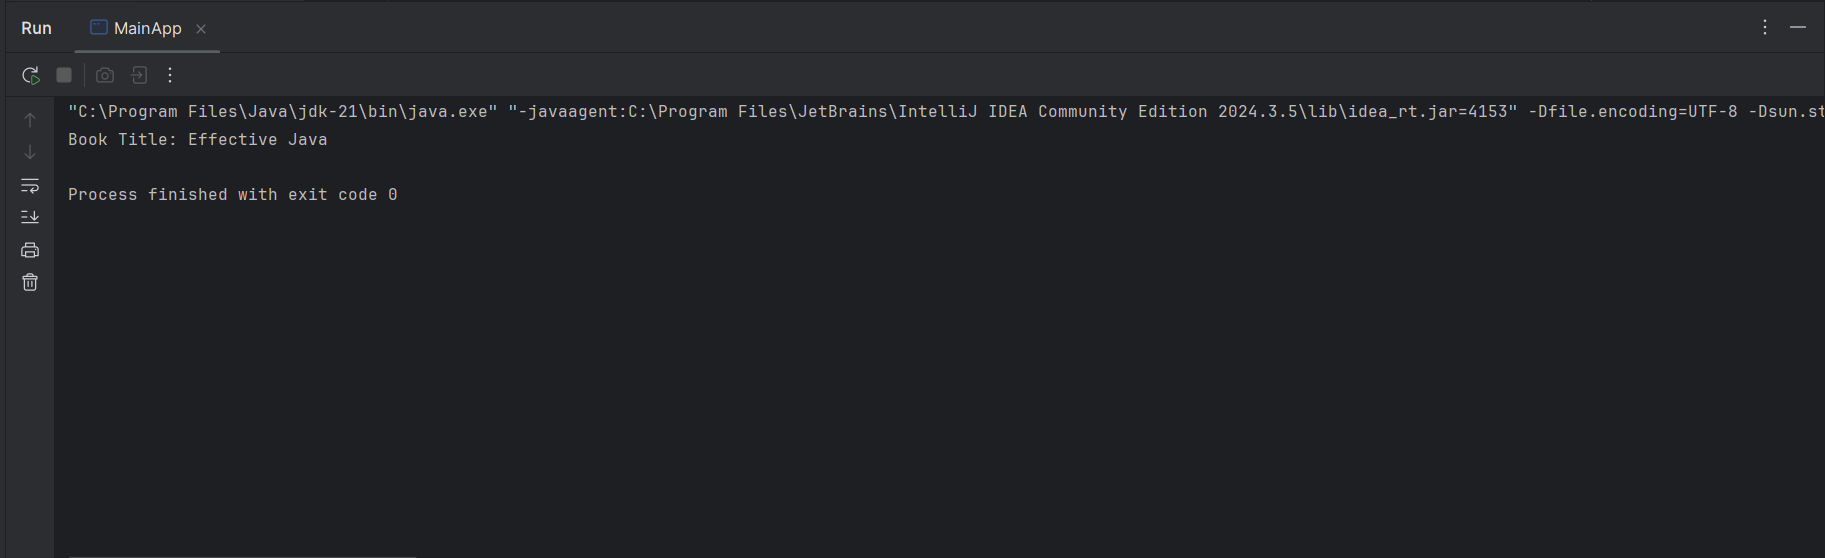 Run MainApp
"C:\Program Files\Java\jdk-21\bin\java.exe" "-javaagent:C:\Program Files\JetBrains\IntelliJ IDEA Community Edition 2024.3.5\lib\idea_rt.jar=4153" -Dfile.encoding=UTF-8 -Dsun.st
Book Title: Effective Java
Process finished with exit code 0